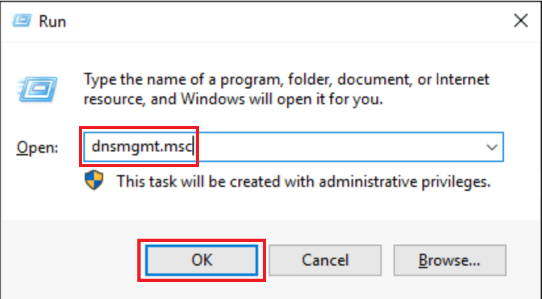 Run
Type the name of a program, folder, document, or Internet
resource, and Windows will open it for you.
Open: dnsmgmt.msc
This task will be created with administrative privileges.
OK Cancel Browse...